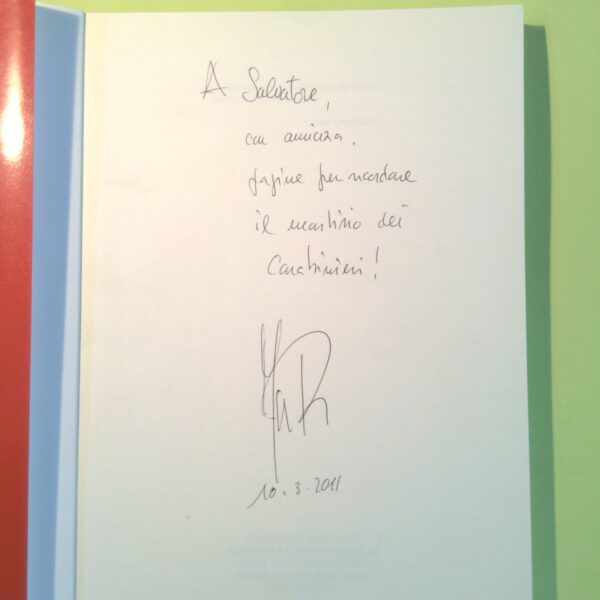 A Salvatore,
con amicizia.
pagine per ricordare
il martirio dei
Carabinieri!
10.3.2011